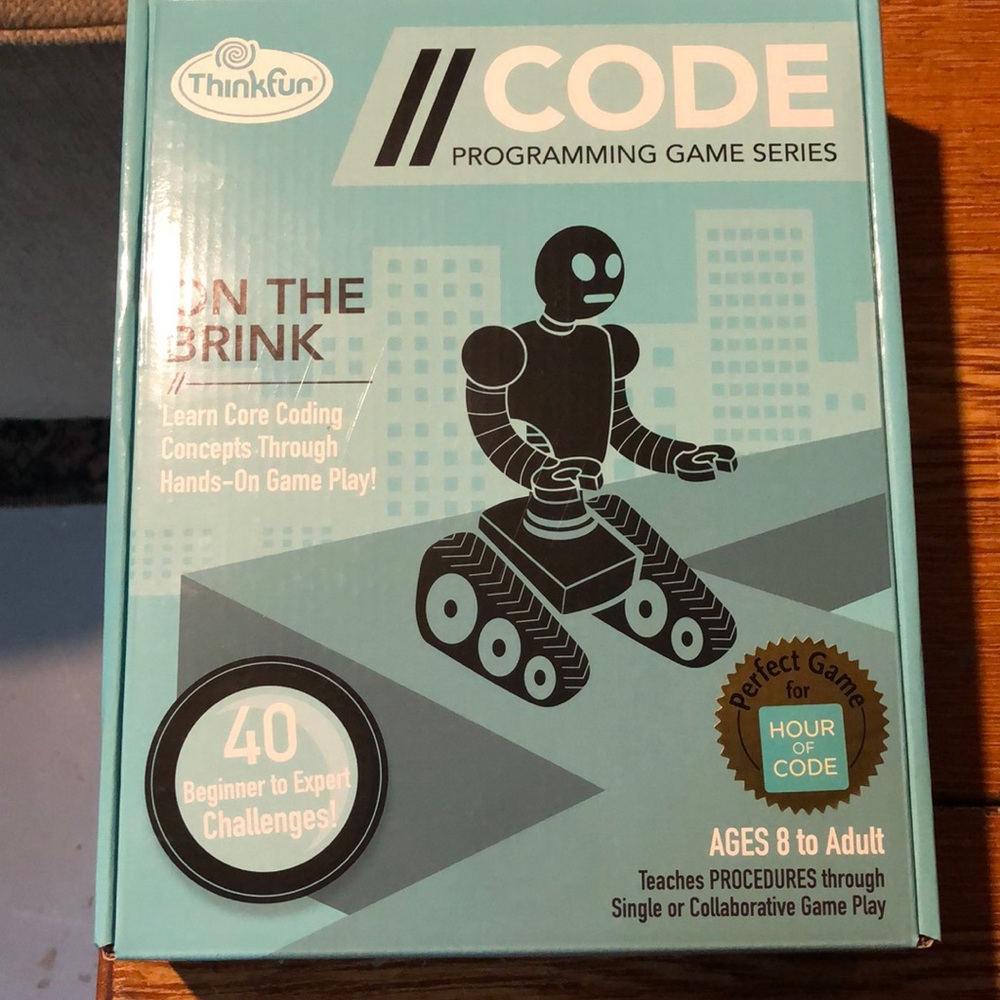 ThinkFun®
//CODE
PROGRAMMING GAME SERIES
ON THE
BRINK
//
Learn Core Coding
Concepts Through
Hands-On Game Play!
40
Beginner to Expert
Challenges!
Perfect Game
for
HOUR
OF
CODE
AGES 8 to Adult
Teaches PROCEDURES through
Single or Collaborative Game Play